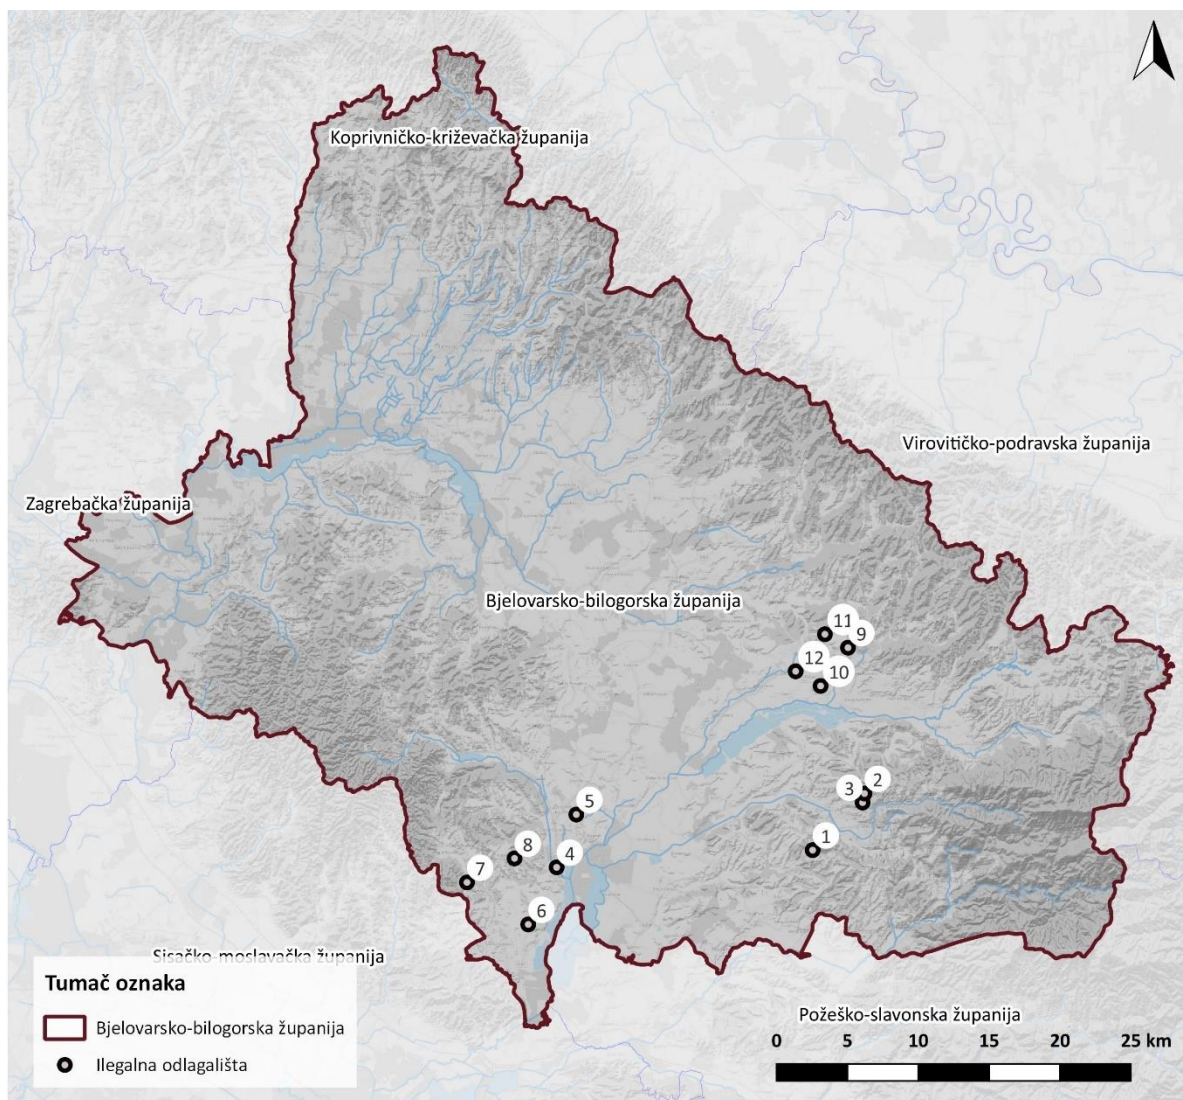 Koprivničko-križevačka županija
Virovitičko-podravska županija
Zagrebačka županija
Bjelovarsko-bilogorska županija
11
9
12
10
2
3
5
1
8
4
7
6
Sisačko-moslavačka županija
Požeško-slavonska županija
Tumač oznaka
Bjelovarsko-bilogorska županija
Ilegalna odlagališta
0 5 10 15 20 25 km